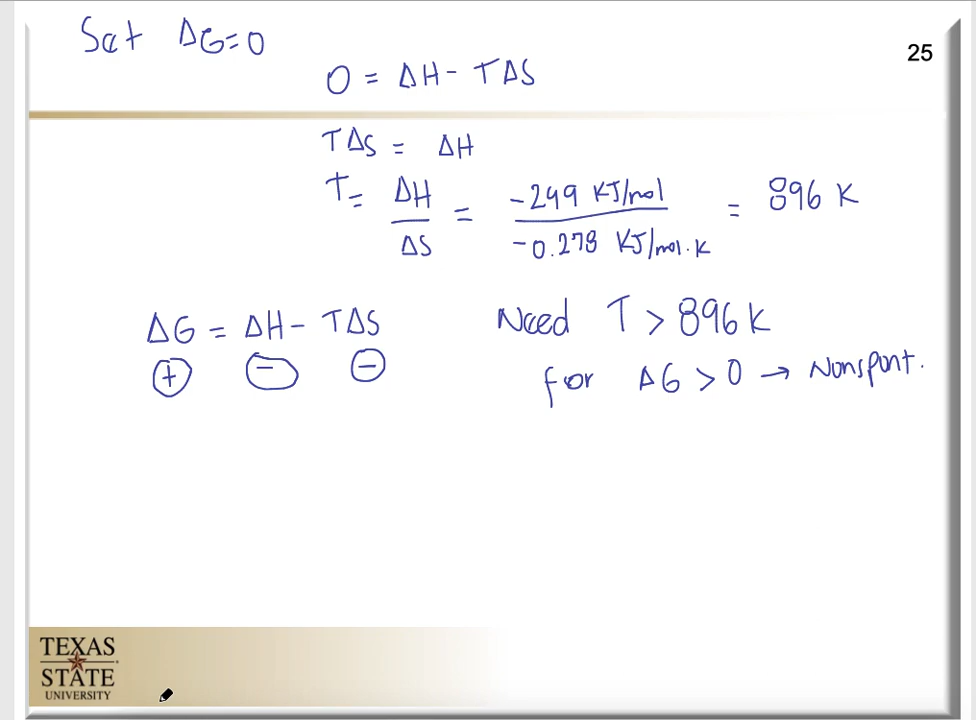 Set ΔG=0
25
0 = ΔH - TΔS
TΔS = ΔH
T= ΔH/ΔS = -249 KJ/mol / -0.278 KJ/mol.K = 896 K
ΔG = ΔH - TΔS
+ - -
Need T > 896 K
for ΔG > 0 → Nonspont.
TEXAS
STATE
UNIVERSITY